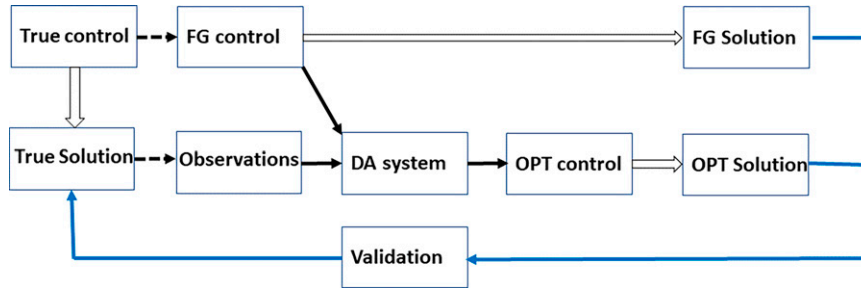 True control
FG control
FG Solution
True Solution
Observations
DA system
OPT control
OPT Solution
Validation